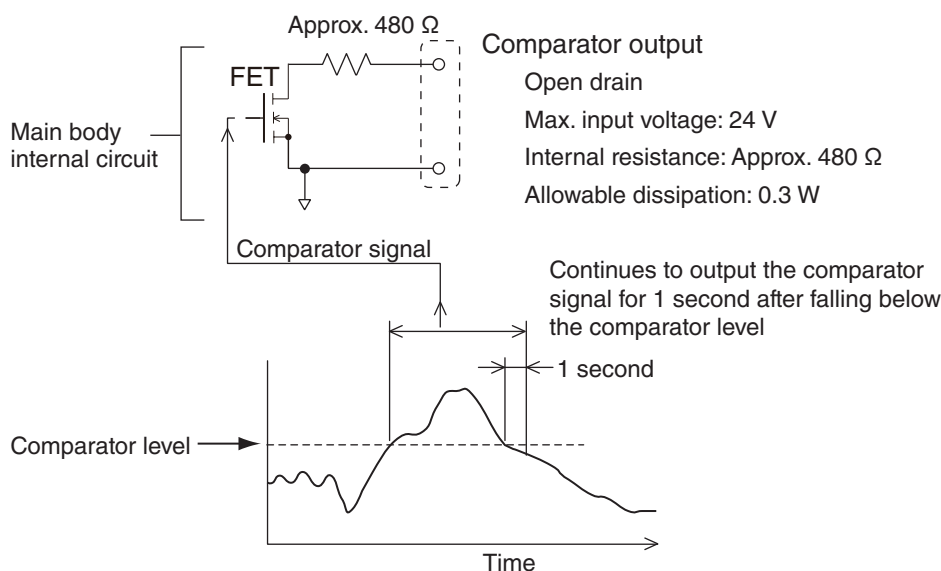 Approx. 480 Ω
Comparator output
FET
Open drain
Max. input voltage: 24 V
Internal resistance: Approx. 480 Ω
Allowable dissipation: 0.3 W
Main body
internal circuit
Comparator signal
Continues to output the comparator
signal for 1 second after falling below
the comparator level
1 second
Comparator level
Time